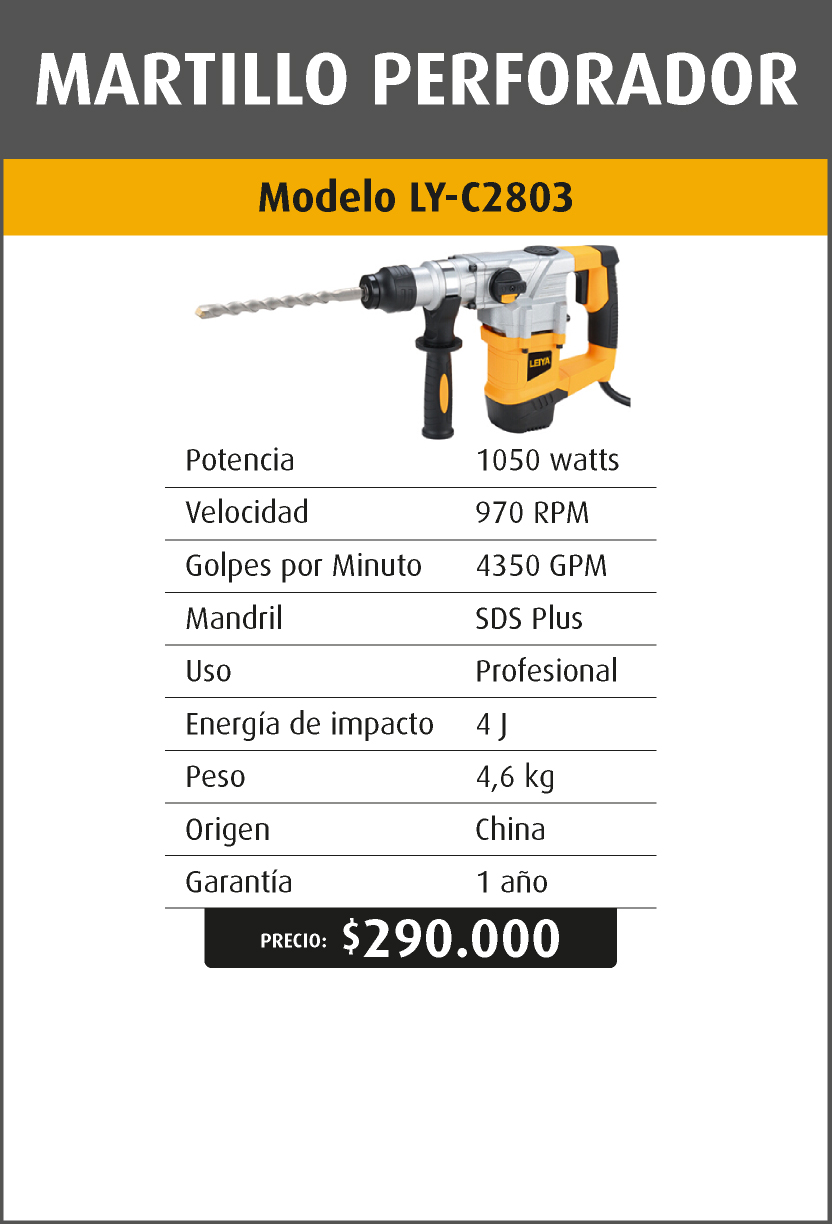 MARTILLO PERFORADOR
Modelo LY-C2803
LEIYA
Potencia 1050 watts
Velocidad 970 RPM
Golpes por Minuto 4350 GPM
Mandril SDS Plus
Uso Profesional
Energía de impacto 4 J
Peso 4,6 kg
Origen China
Garantía 1 año
PRECIO: $290.000